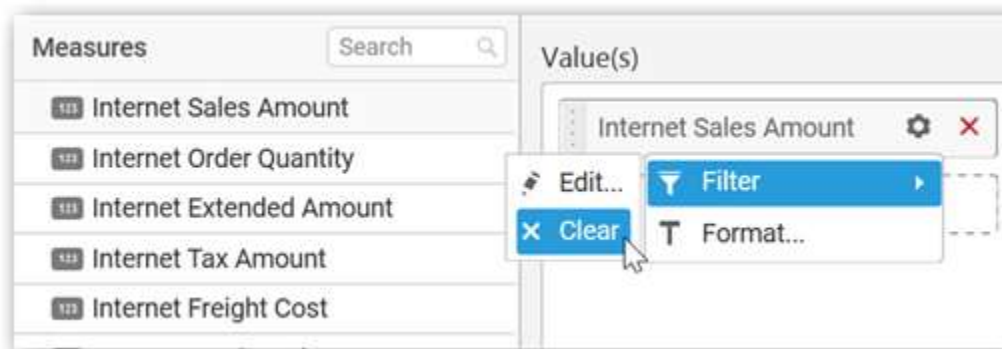 Measures
Search
Internet Sales Amount
Internet Order Quantity
Internet Extended Amount
Internet Tax Amount
Internet Freight Cost
Value(s)
Internet Sales Amount
Filter
Format...
Edit...
Clear